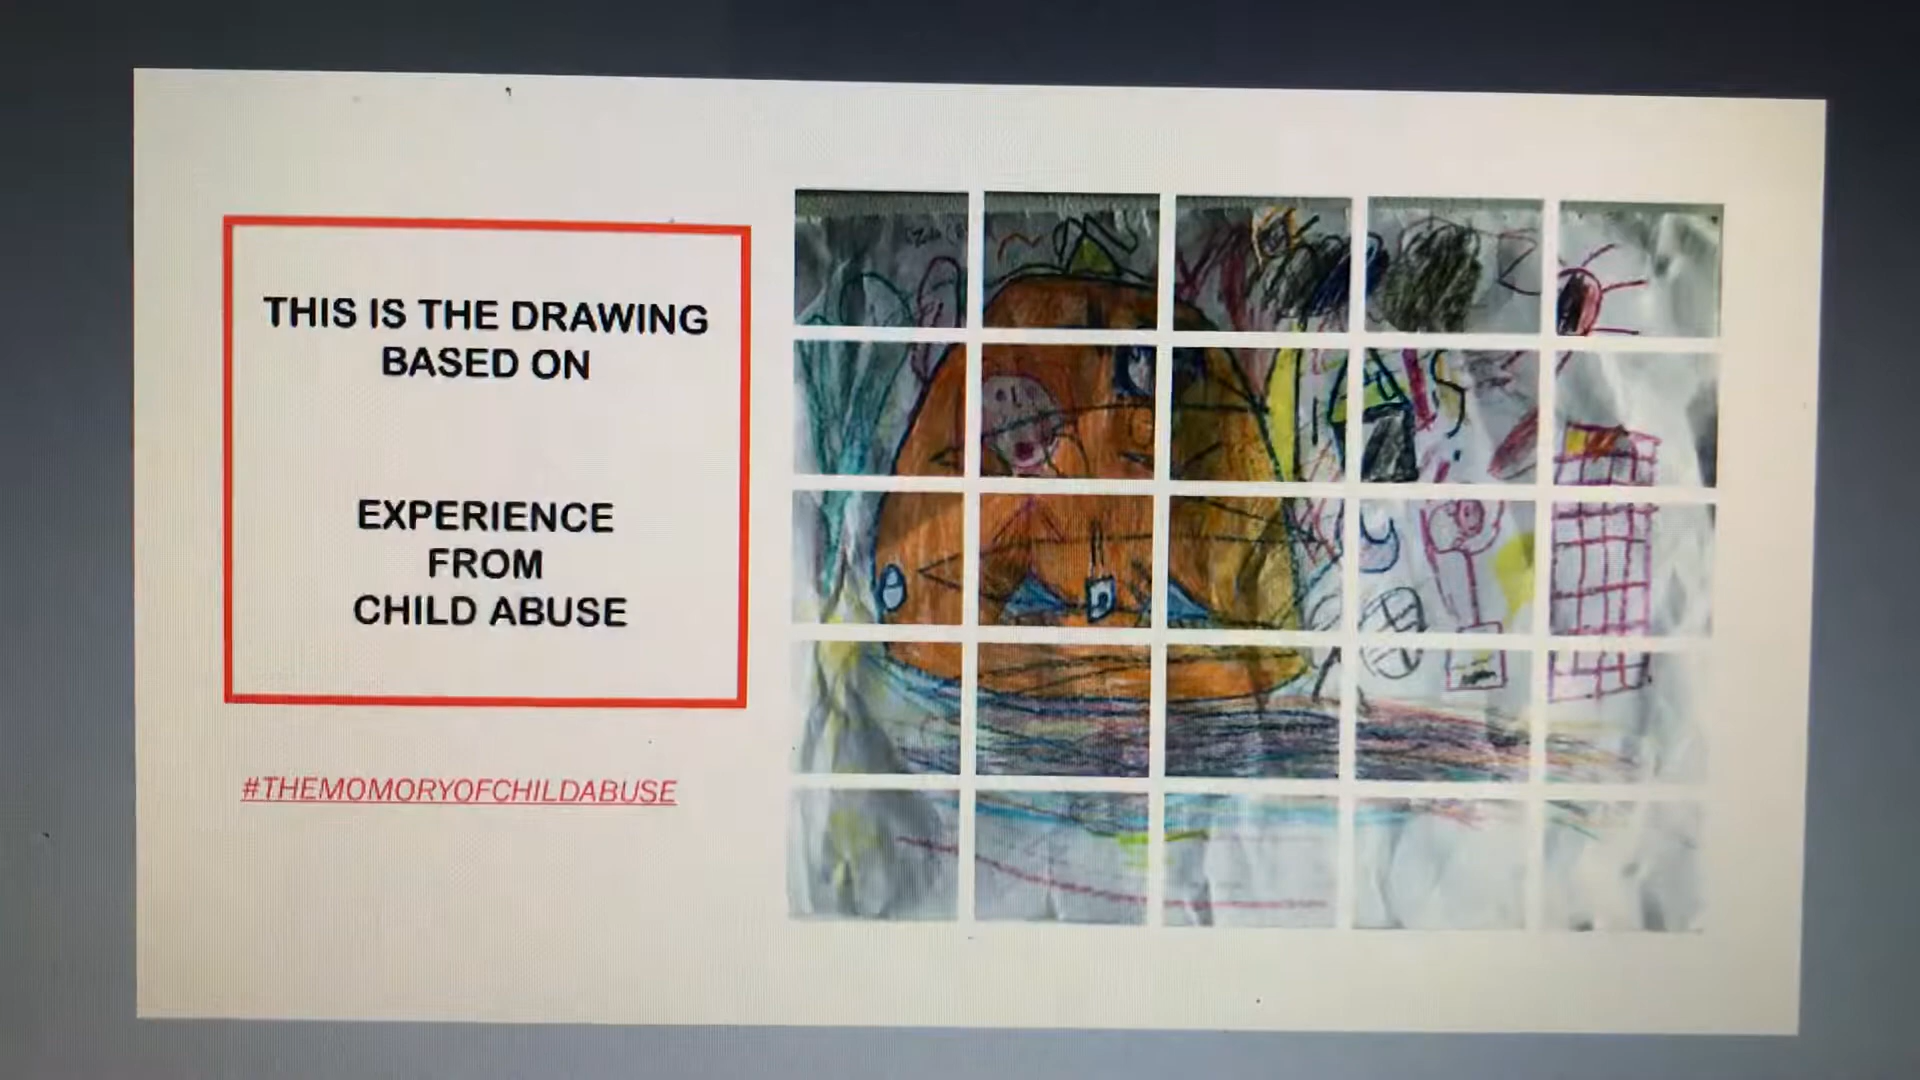 THIS IS THE DRAWING
BASED ON
EXPERIENCE
FROM
CHILD ABUSE
#THEMOMORYOFCHILDABUSE